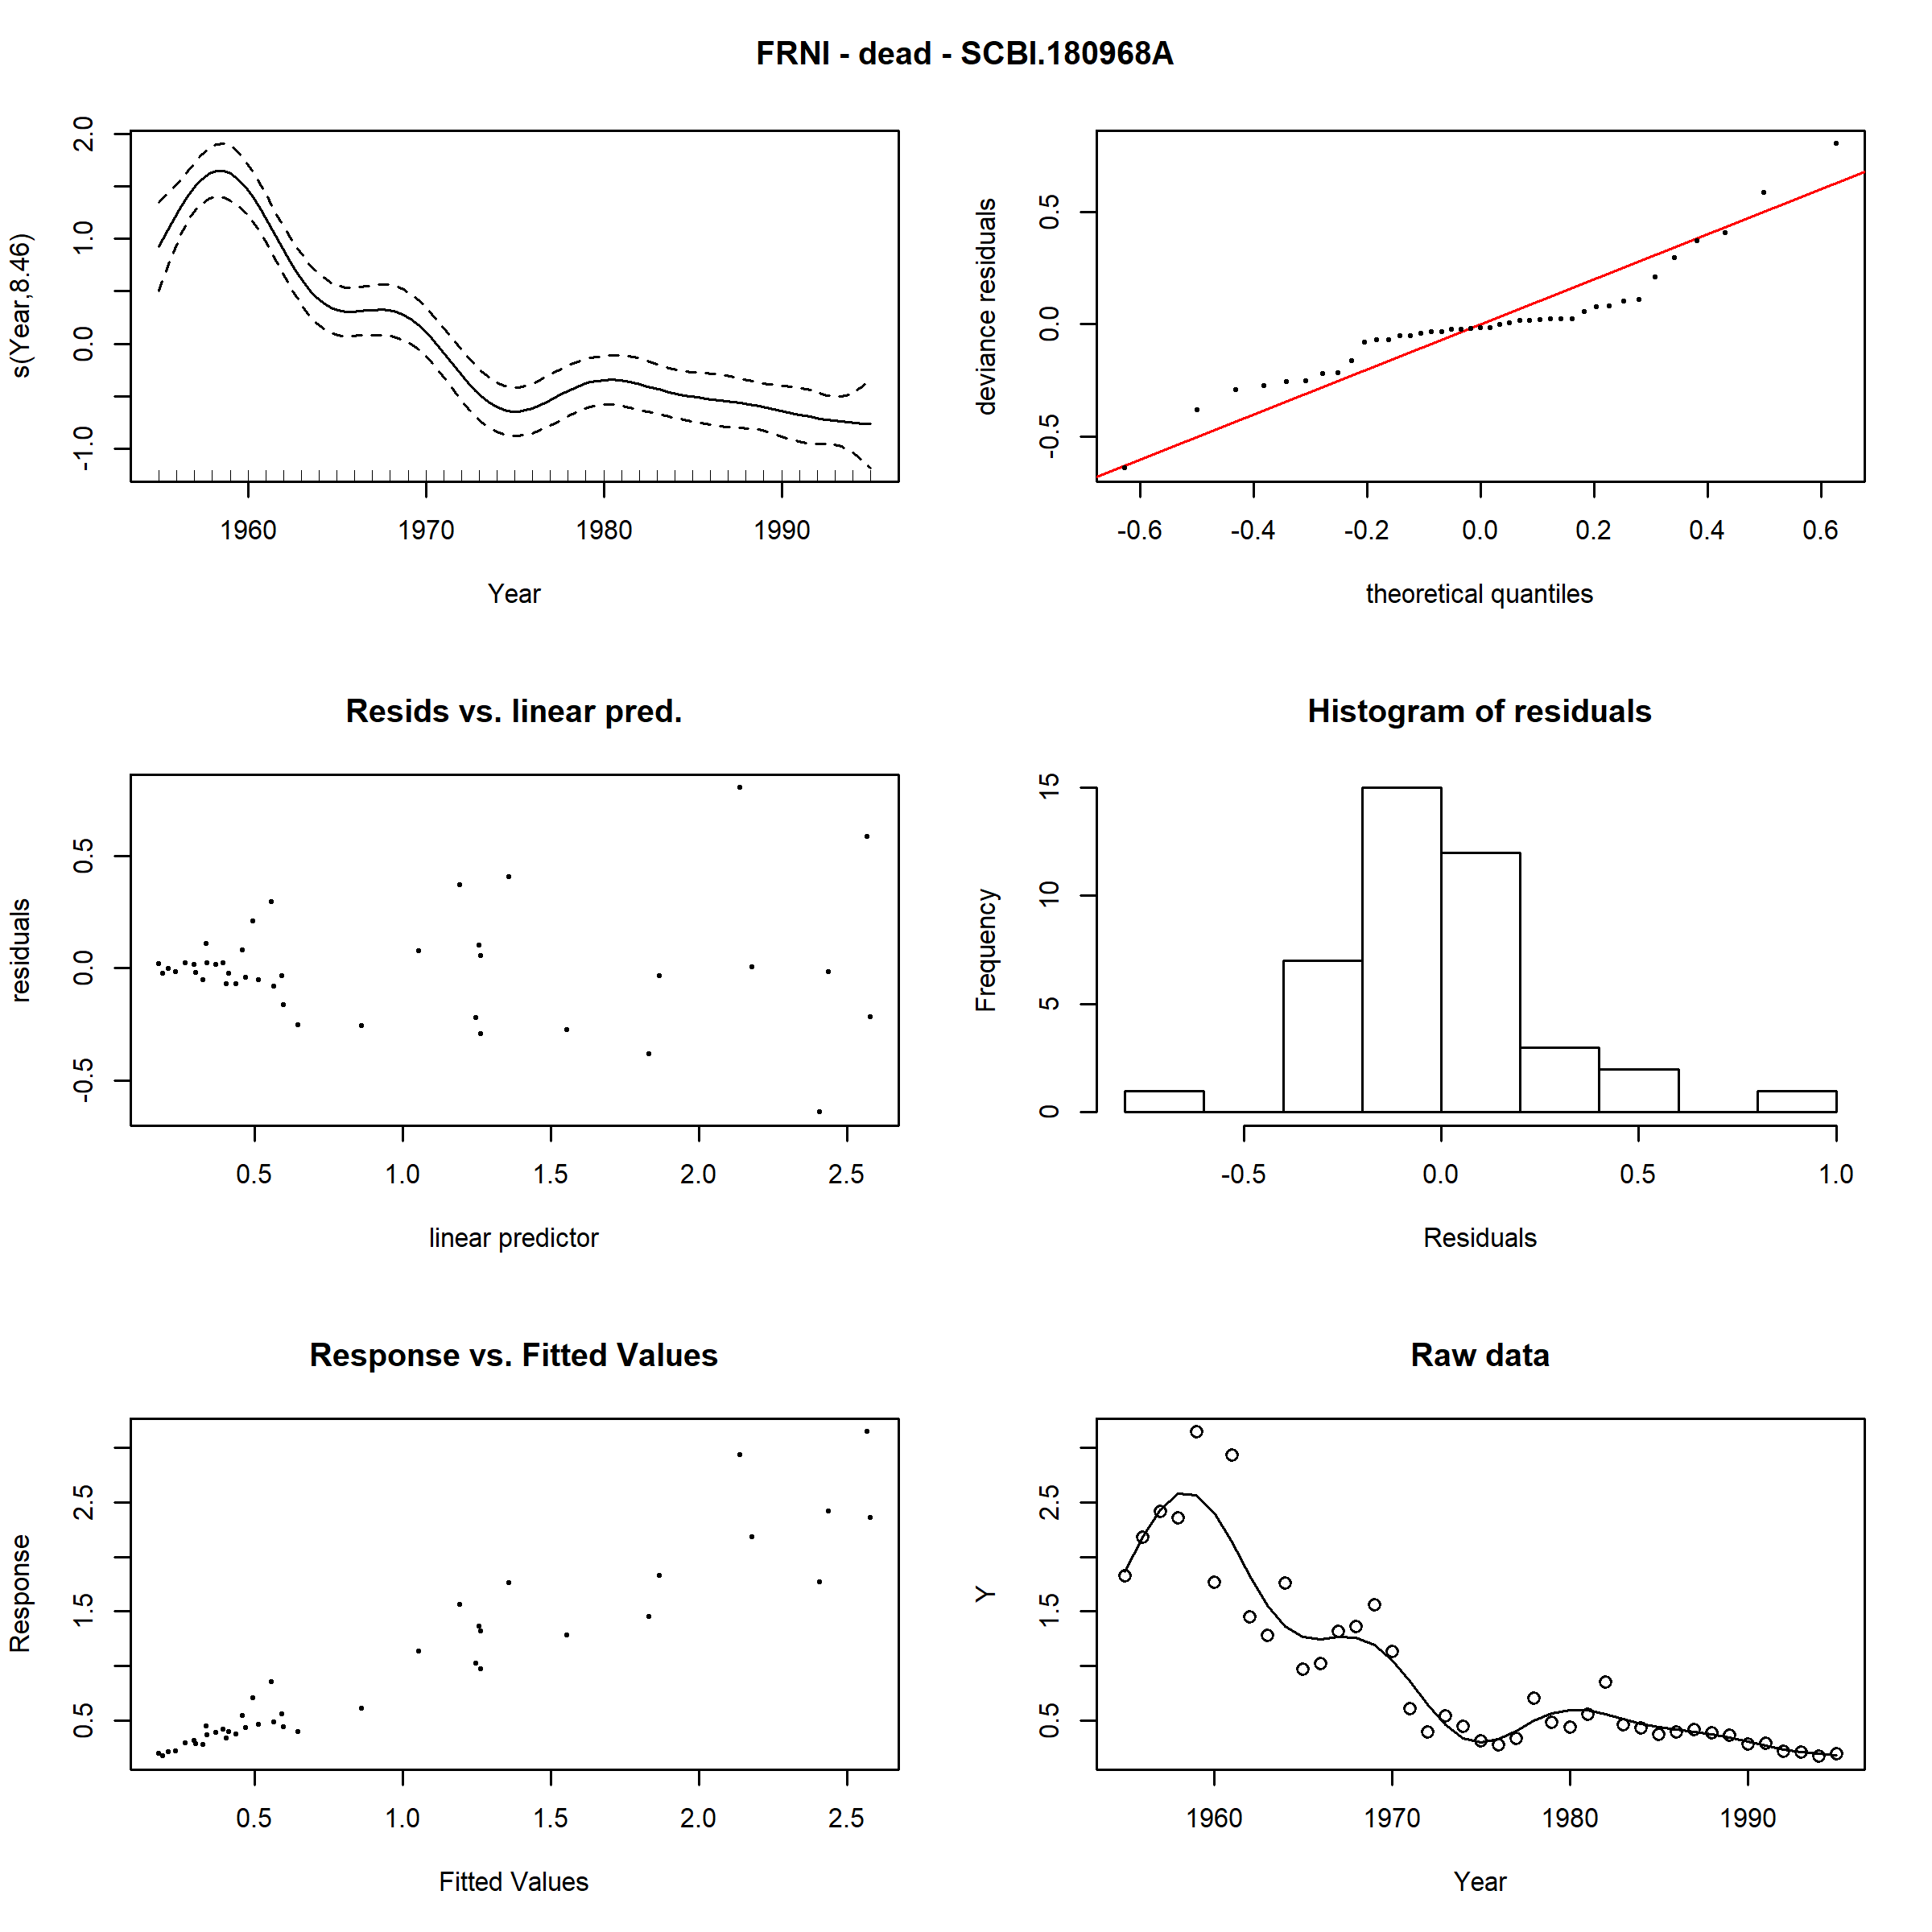 FRNI - dead - SCBI.180968A
s(Year,8.46)
-1.0 0.0 1.0 2.0
1960 1970 1980 1990
Year
deviance residuals
-0.5 0.0 0.5
-0.6 -0.4 -0.2 0.0 0.2 0.4 0.6
theoretical quantiles
Resids vs. linear pred.
residuals
-0.5 0.0 0.5
0.5 1.0 1.5 2.0 2.5
linear predictor
Histogram of residuals
Frequency
0 5 10 15
-0.5 0.0 0.5 1.0
Residuals
Response vs. Fitted Values
Response
0.5 1.5 2.5
0.5 1.0 1.5 2.0 2.5
Fitted Values
Raw data
Y
0.5 1.5 2.5
1960 1970 1980 1990
Year